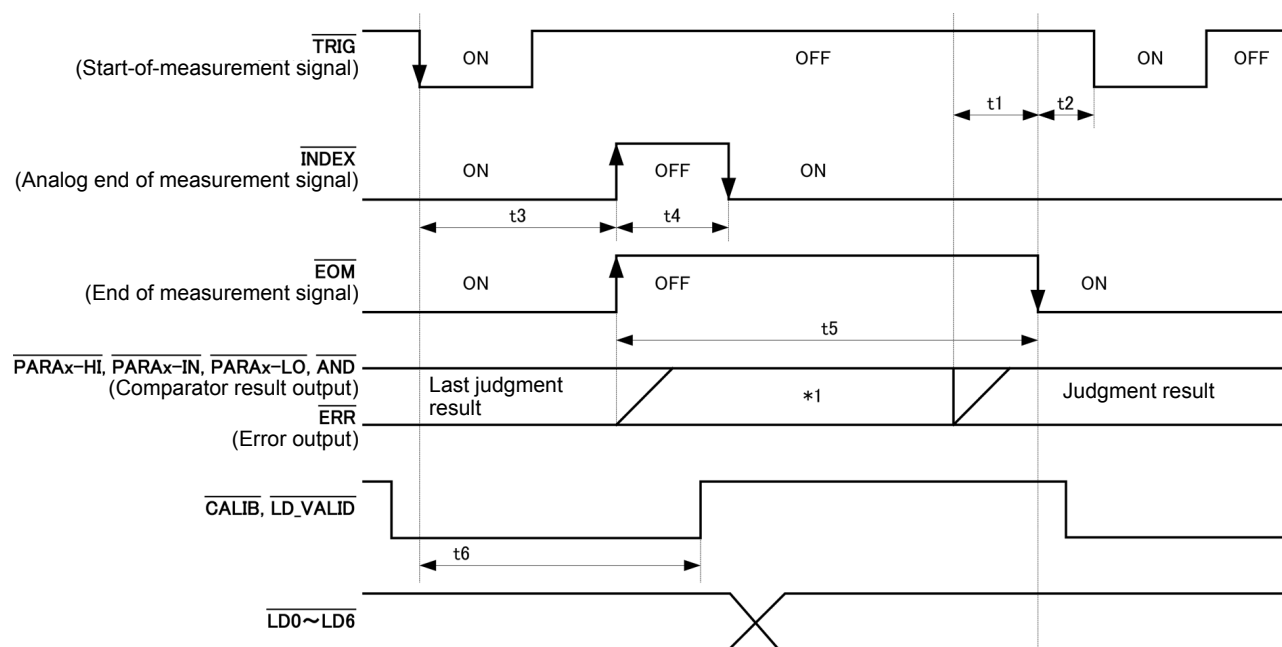 TRIG
(Start-of-measurement signal)
ON
OFF
ON
OFF
t1
t2
INDEX
(Analog end of measurement signal)
ON
OFF
ON
t3
t4
EOM
(End of measurement signal)
ON
OFF
ON
t5
PARAx-HI, PARAx-IN, PARAx-LO, AND
(Comparator result output)
ERR
(Error output)
Last judgment
result
*1
Judgment result
CALIB, LD_VALID
t6
LD0～LD6